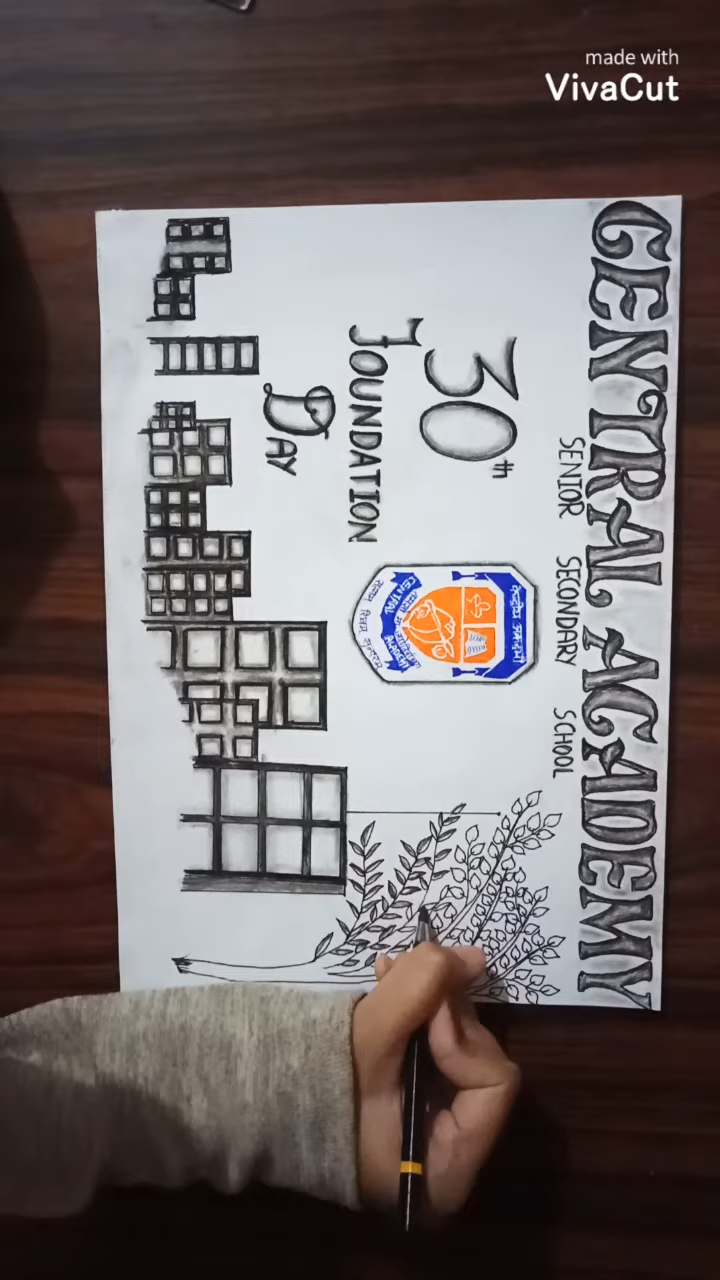 made with
VivaCut
CENTRAL ACADEMY
SENIOR SECONDARY SCHOOL
30th
FOUNDATION
DAY
CENTRAL ACADEMY